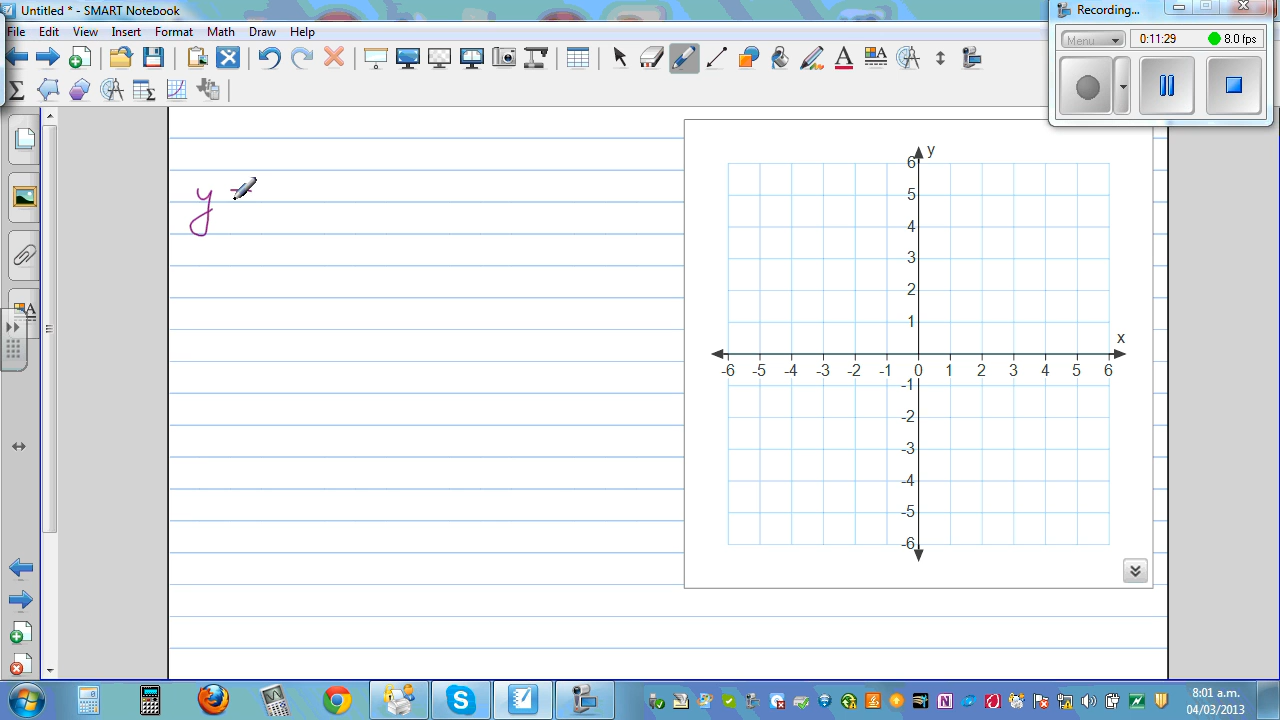 Untitled * - SMART Notebook
File Edit View Insert Format Math Draw Help
Recording...
Menu 0:11:29 8.0 fps
y
y
6
5
4
3
2
1
x
-6 -5 -4 -3 -2 -1 0 1 2 3 4 5 6
-1
-2
-3
-4
-5
-6
8:01 a.m.
04/03/2013